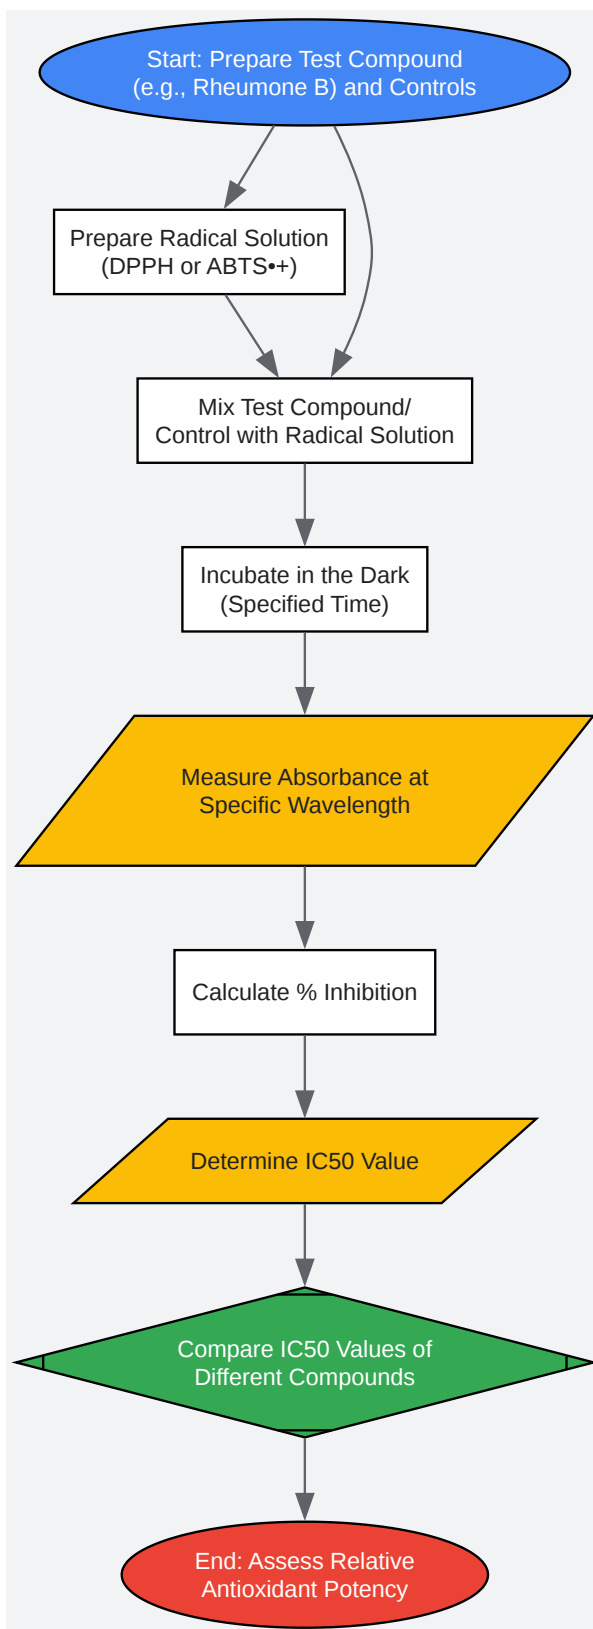 Start: Prepare Test Compound
(e.g., Rheumone B) and Controls
Prepare Radical Solution
(DPPH or ABTS•+)
Mix Test Compound/
Control with Radical Solution
Incubate in the Dark
(Specified Time)
Measure Absorbance at
Specific Wavelength
Calculate % Inhibition
Determine IC50 Value
Compare IC50 Values of
Different Compounds
End: Assess Relative
Antioxidant Potency